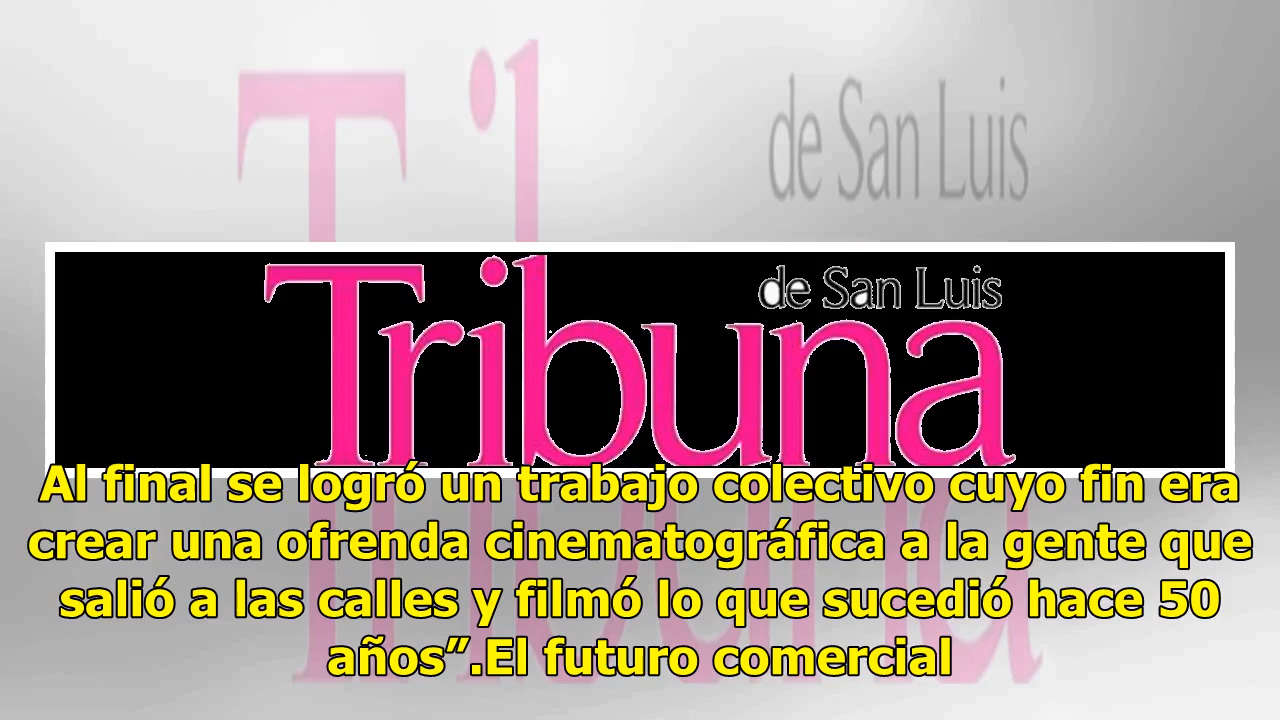 de San Luis
de San Luis
Tribuna
Al final se logró un trabajo colectivo cuyo fin era
crear una ofrenda cinematográfica a la gente que
salió a las calles y filmó lo que sucedió hace 50
años”.El futuro comercial